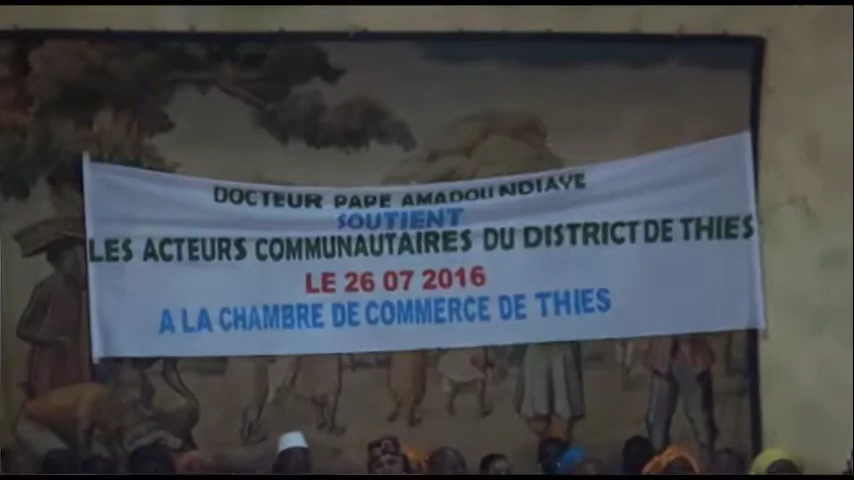 DOCTEUR PAPE AMADOU NDIAYE
SOUTIENT
LES ACTEURS COMMUNAUTAIRES DU DISTRICT DE THIES
LE 26 07 2016
A LA CHAMBRE DE COMMERCE DE THIES